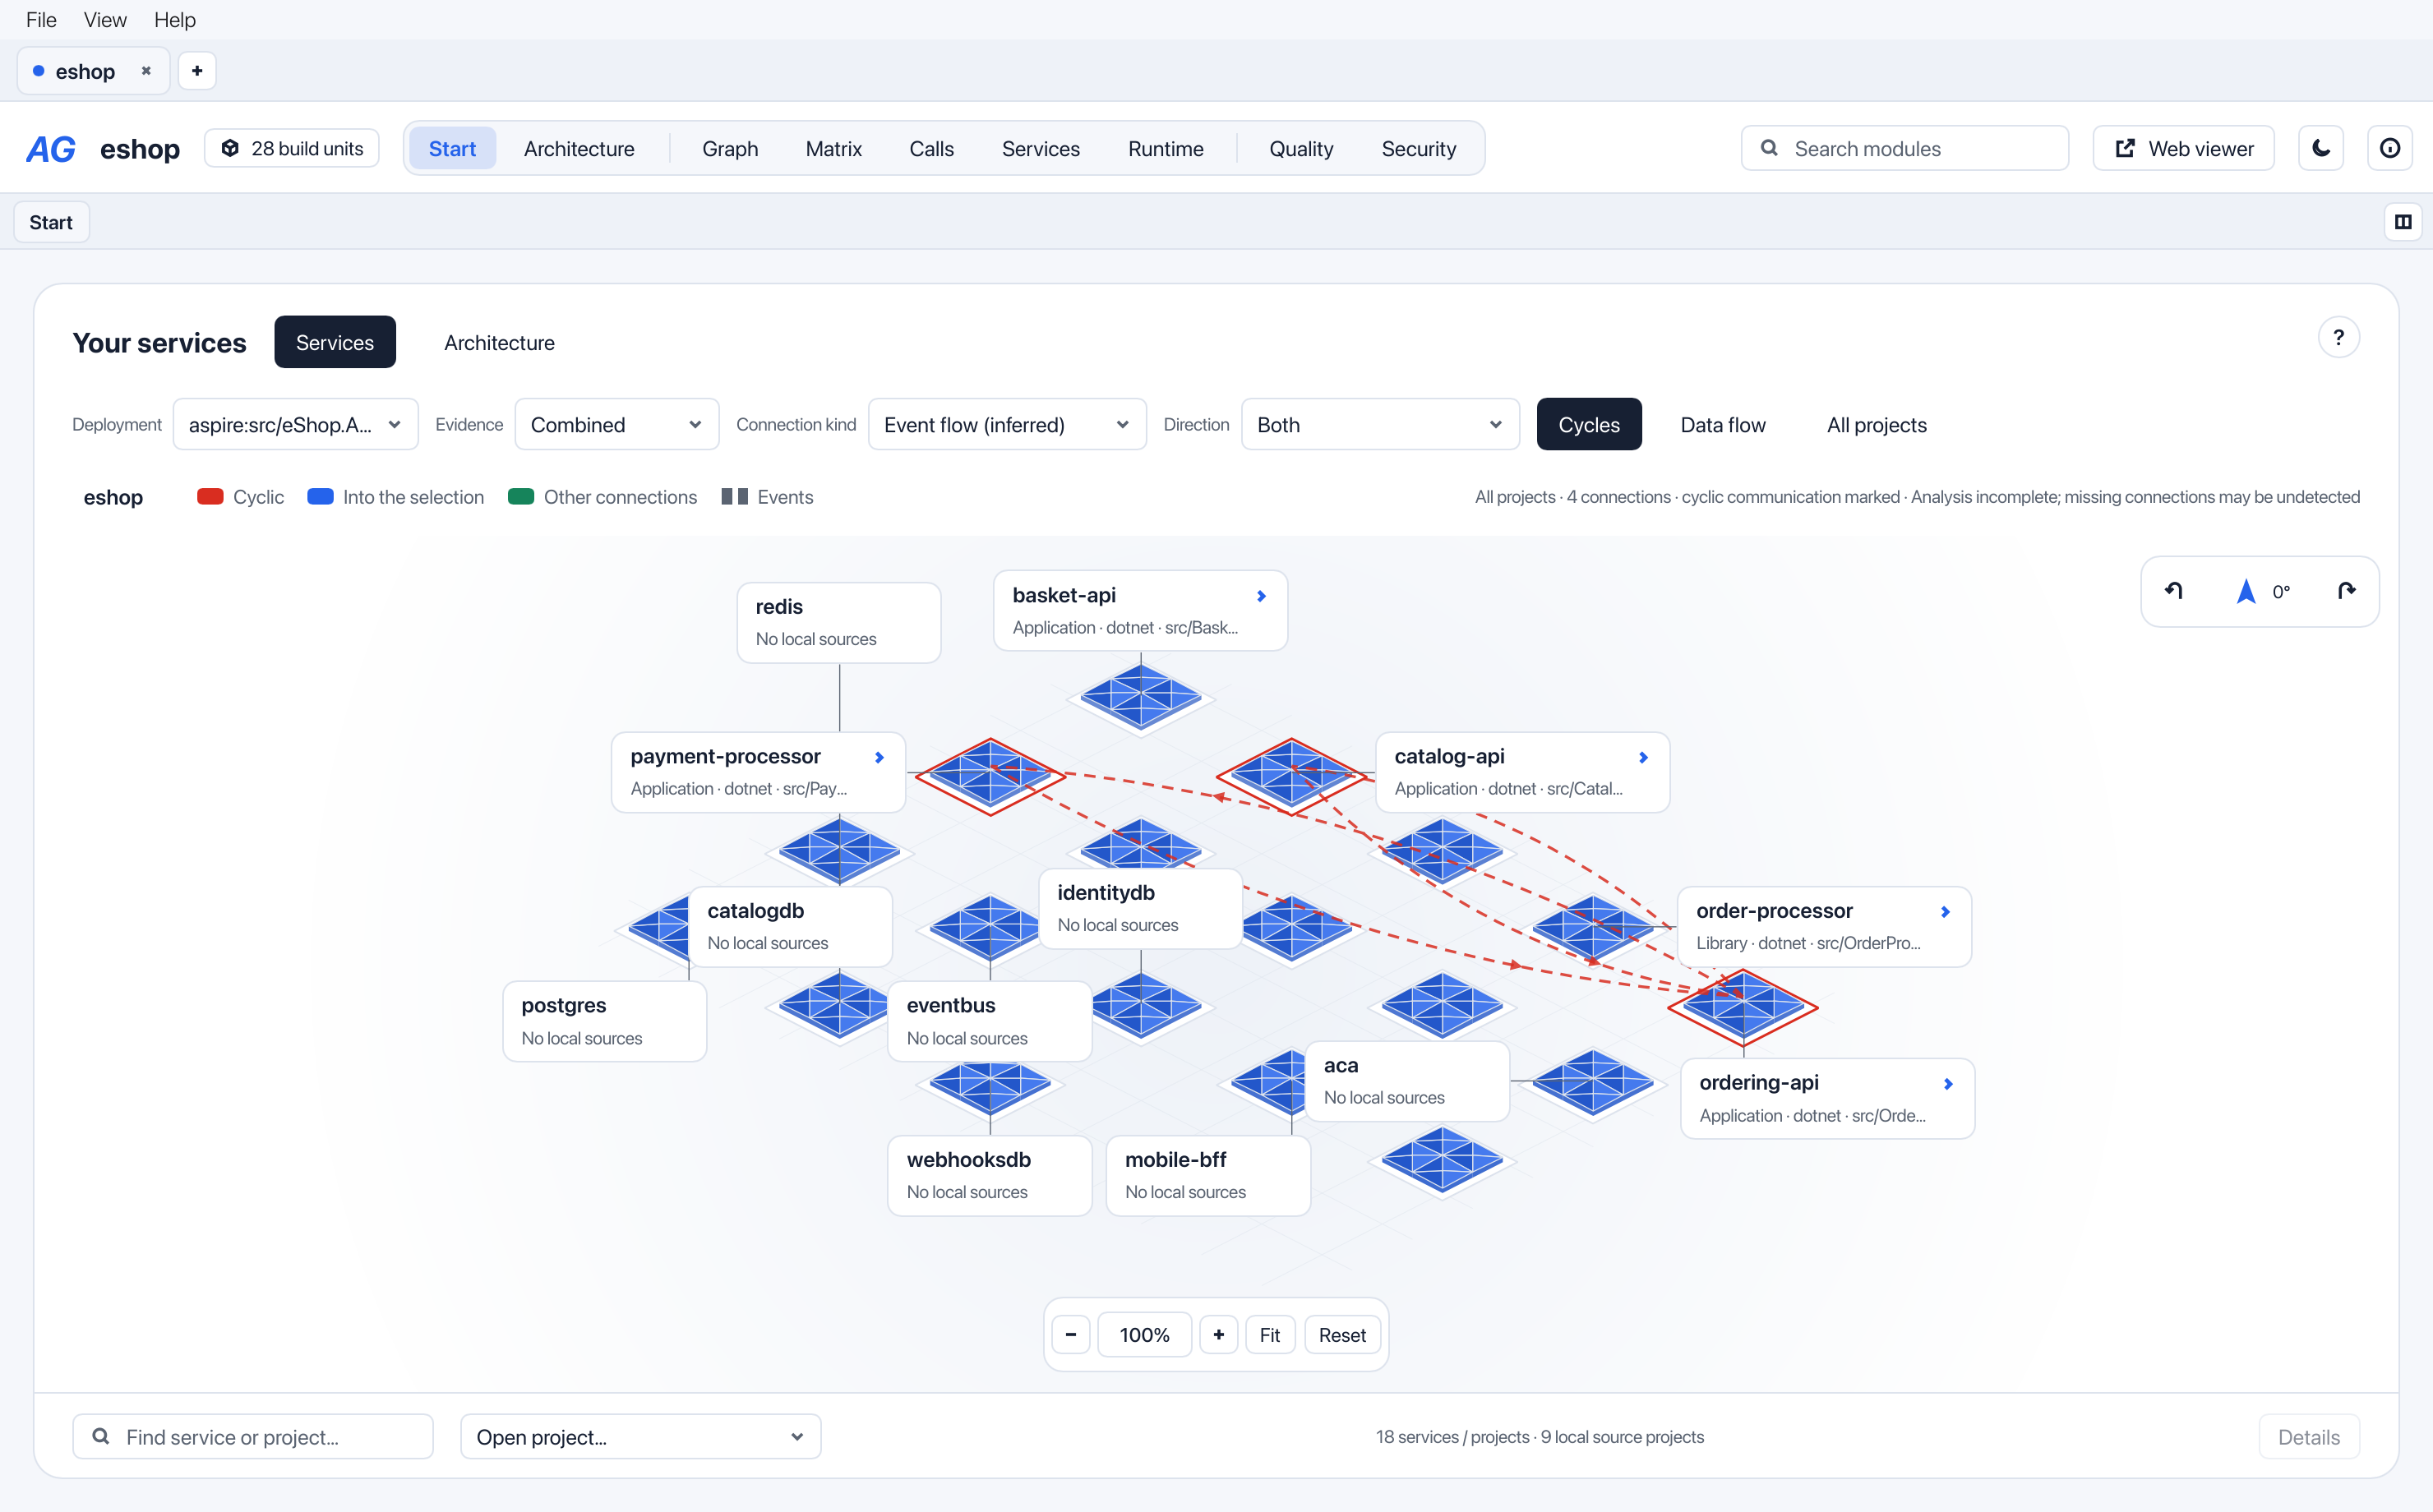 File View Help
eshop
AG eshop 28 build units Start Architecture Graph Matrix Calls Services Runtime Quality Security Search modules Web viewer
Start
Your services Services Architecture ?
Deployment aspire:src/eShop.A... Evidence Combined Connection kind Event flow (inferred) Direction Both Cycles Data flow All projects
eshop Cyclic Into the selection Other connections Events All projects · 4 connections · cyclic communication marked · Analysis incomplete; missing connections may be undetected
0°
redis
No local sources
basket-api
Application · dotnet · src/Bask...
payment-processor
Application · dotnet · src/Pay...
catalog-api
Application · dotnet · src/Catal...
catalogdb
No local sources
identitydb
No local sources
order-processor
Library · dotnet · src/OrderPro...
postgres
No local sources
eventbus
No local sources
aca
No local sources
ordering-api
Application · dotnet · src/Orde...
webhooksdb
No local sources
mobile-bff
No local sources
− 100% + Fit Reset
Find service or project... Open project... 18 services / projects · 9 local source projects Details